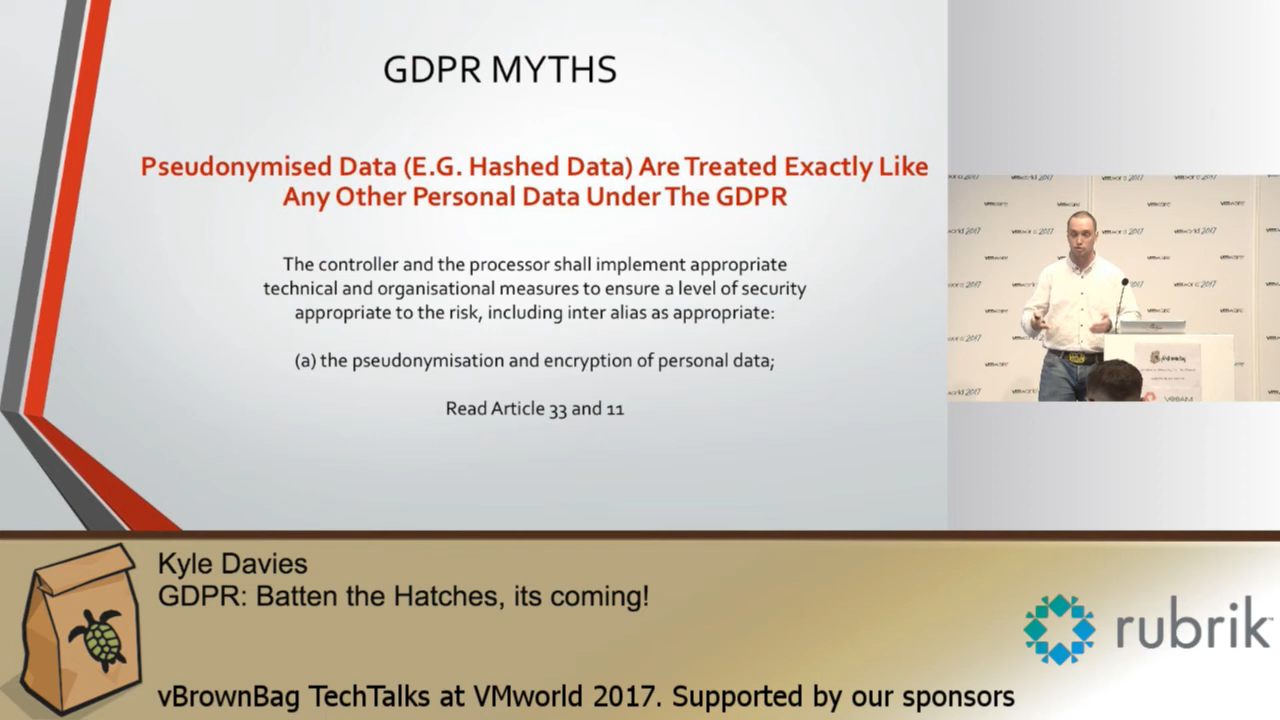 GDPR MYTHS
Pseudonymised Data (E.G. Hashed Data) Are Treated Exactly Like
Any Other Personal Data Under The GDPR
The controller and the processor shall implement appropriate
technical and organisational measures to ensure a level of security
appropriate to the risk, including inter alias as appropriate:
(a) the pseudonymisation and encryption of personal data;
Read Article 33 and 11
Kyle Davies
GDPR: Batten the Hatches, its coming!
rubrik
vBrownBag TechTalks at VMworld 2017. Supported by our sponsors